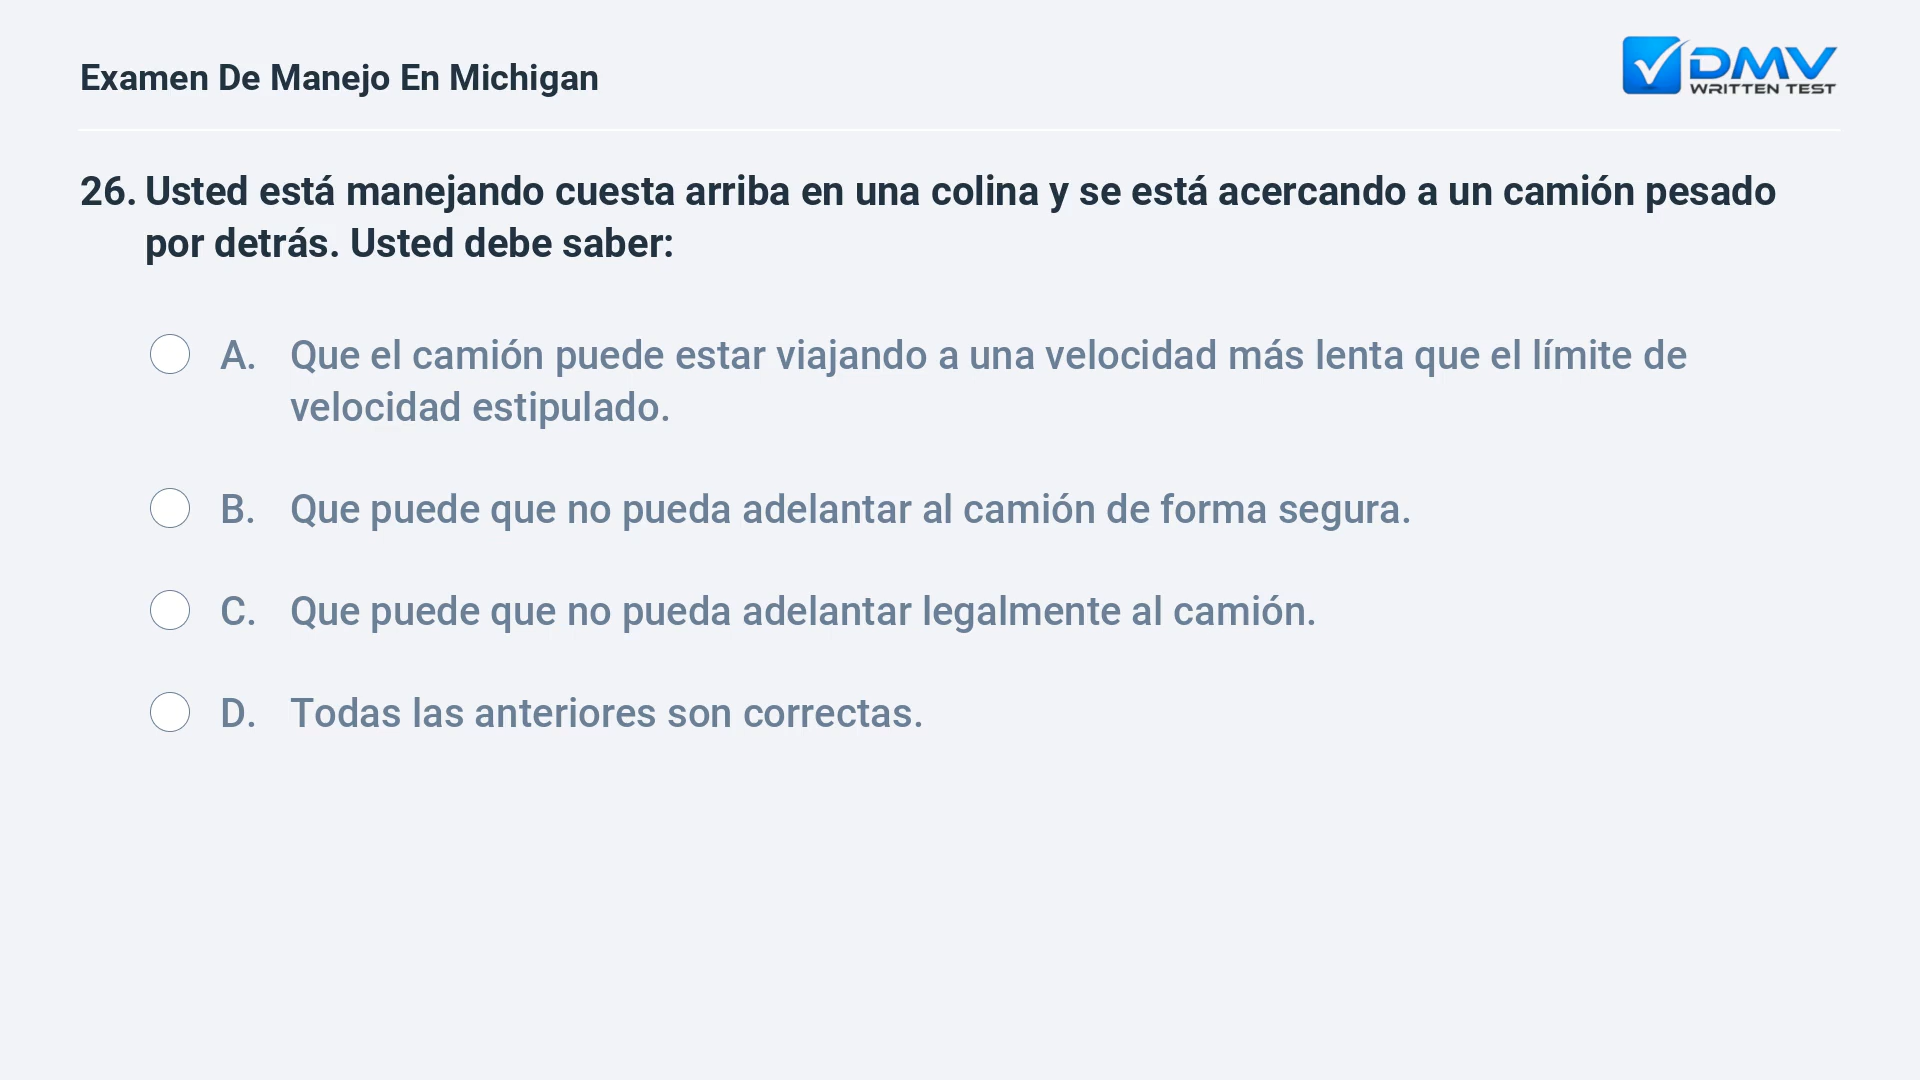 Examen De Manejo En Michigan
DMV
WRITTEN TEST
26. Usted está manejando cuesta arriba en una colina y se está acercando a un camión pesado
por detrás. Usted debe saber:
A. Que el camión puede estar viajando a una velocidad más lenta que el límite de
velocidad estipulado.
B. Que puede que no pueda adelantar al camión de forma segura.
C. Que puede que no pueda adelantar legalmente al camión.
D. Todas las anteriores son correctas.